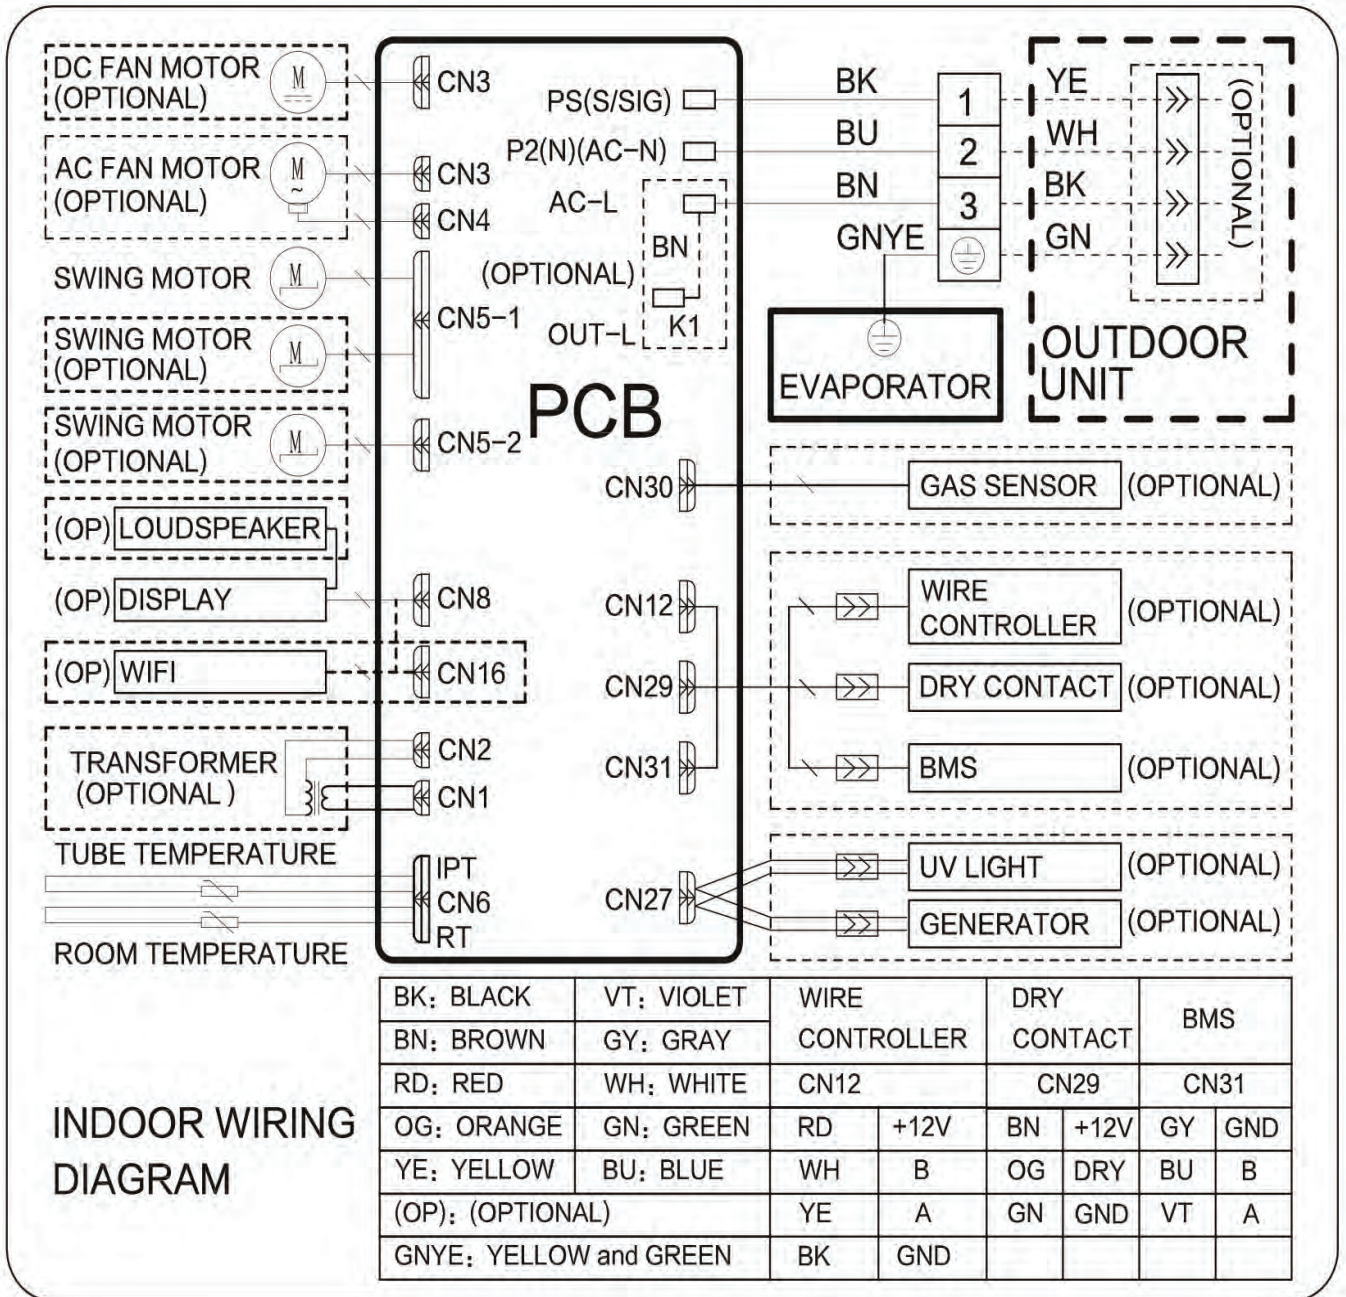 DC FAN MOTOR
(OPTIONAL)
M
CN3
AC FAN MOTOR
(OPTIONAL)
M
~
CN3
CN4
SWING MOTOR
M
SWING MOTOR
(OPTIONAL)
M
CN5-1
SWING MOTOR
(OPTIONAL)
M
CN5-2
(OP) LOUDSPEAKER
(OP) DISPLAY
CN8
(OP) WIFI
CN16
TRANSFORMER
(OPTIONAL)
CN2
CN1
TUBE TEMPERATURE
IPT
CN6
RT
ROOM TEMPERATURE
PS(S/SIG)
P2(N)(AC-N)
AC-L
BN
(OPTIONAL)
K1
OUT-L
PCB
CN30
CN12
CN29
CN31
CN27
BK
BU
BN
GNYE
1
2
3
YE
WH
BK
GN
(OPTIONAL)
EVAPORATOR
OUTDOOR
UNIT
GAS SENSOR (OPTIONAL)
WIRE
CONTROLLER (OPTIONAL)
DRY CONTACT (OPTIONAL)
BMS (OPTIONAL)
UV LIGHT (OPTIONAL)
GENERATOR (OPTIONAL)
INDOOR WIRING
DIAGRAM
BK: BLACK VT: VIOLET WIRE CONTROLLER DRY CONTACT BMS
BN: BROWN GY: GRAY
RD: RED WH: WHITE CN12 CN29 CN31
OG: ORANGE GN: GREEN RD +12V BN +12V GY GND
YE: YELLOW BU: BLUE WH B OG DRY BU B
(OP): (OPTIONAL) YE A GN GND VT A
GNYE: YELLOW and GREEN BK GND